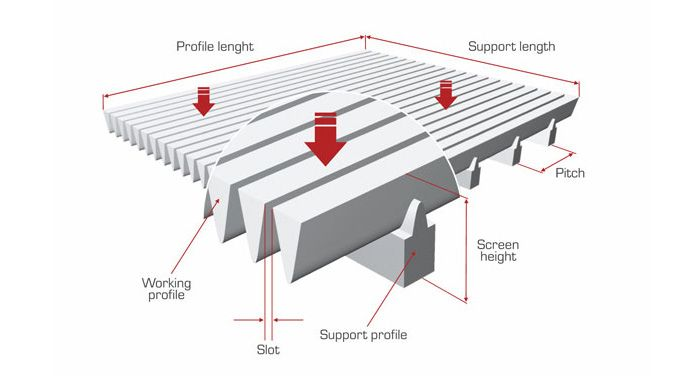 Profile lenght
Support length
Pitch
Screen
height
Working
profile
Support profile
Slot